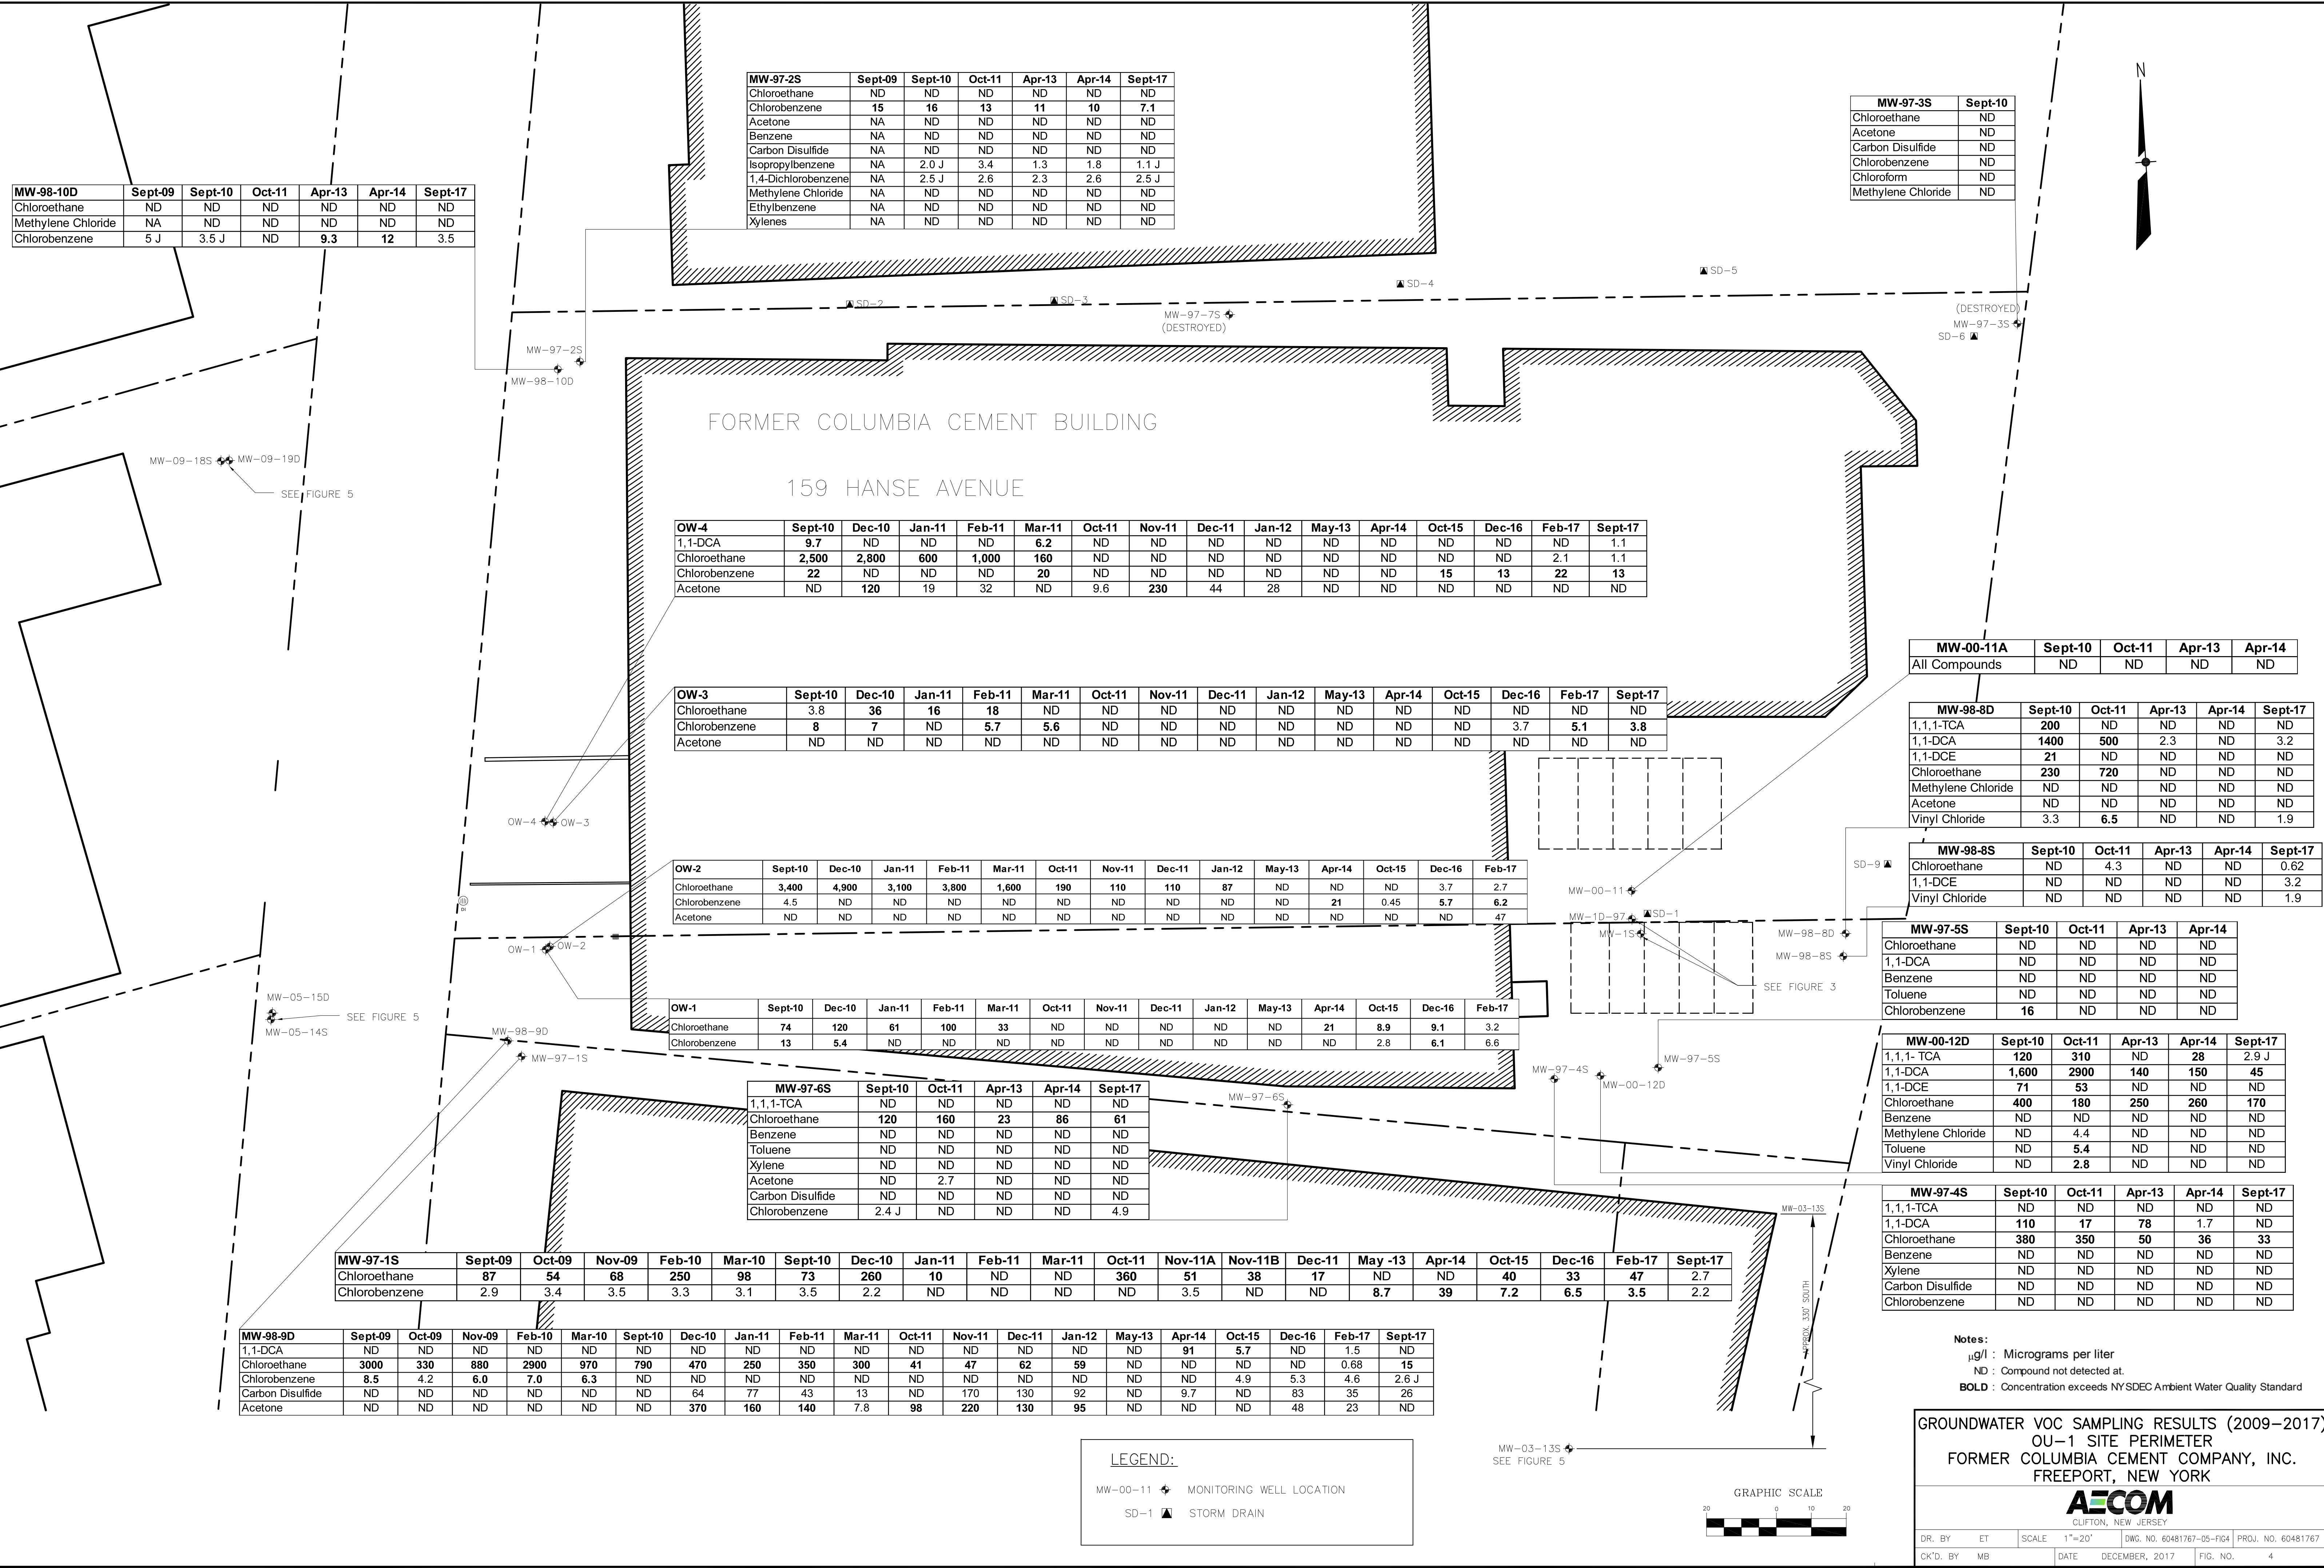 MW-97-2S Sept-09 Sept-10 Oct-11 Apr-13 Apr-14 Sept-17
Chloroethane ND ND ND ND ND ND
Chlorobenzene 15 16 13 11 10 7.1
Acetone NA ND ND ND ND ND
Benzene NA ND ND ND ND ND
Carbon Disulfide NA ND ND ND ND ND
Isopropylbenzene NA 2.0 J 3.4 1.3 1.8 1.1 J
1,4-Dichlorobenzene NA 2.5 J 2.6 2.3 2.6 2.5 J
Methylene Chloride NA ND ND ND ND ND
Ethylbenzene NA ND ND ND ND ND
Xylenes NA ND ND ND ND ND
MW-97-3S Sept-10
Chloroethane ND
Acetone ND
Carbon Disulfide ND
Chlorobenzene ND
Chloroform ND
Methylene Chloride ND
N
MW-98-10D Sept-09 Sept-10 Oct-11 Apr-13 Apr-14 Sept-17
Chloroethane ND ND ND ND ND ND
Methylene Chloride NA ND ND ND ND ND
Chlorobenzene 5 J 3.5 J ND 9.3 12 3.5
SD-2
SD-3
SD-4
SD-5
MW-97-7S
(DESTROYED)
(DESTROYED)
MW-97-3S
SD-6
MW-97-2S
MW-98-10D
FORMER COLUMBIA CEMENT BUILDING
159 HANSE AVENUE
MW-09-18S MW-09-19D
SEE FIGURE 5
OW-4 Sept-10 Dec-10 Jan-11 Feb-11 Mar-11 Oct-11 Nov-11 Dec-11 Jan-12 May-13 Apr-14 Oct-15 Dec-16 Feb-17 Sept-17
1,1-DCA 9.7 ND ND ND 6.2 ND ND ND ND ND ND ND ND ND 1.1
Chloroethane 2,500 2,800 600 1,000 160 ND ND ND ND ND ND ND ND 2.1 1.1
Chlorobenzene 22 ND ND ND 20 ND ND ND ND ND ND 15 13 22 13
Acetone ND 120 19 32 ND 9.6 230 44 28 ND ND ND ND ND ND
OW-3 Sept-10 Dec-10 Jan-11 Feb-11 Mar-11 Oct-11 Nov-11 Dec-11 Jan-12 May-13 Apr-14 Oct-15 Dec-16 Feb-17 Sept-17
Chloroethane 3.8 36 16 18 ND ND ND ND ND ND ND ND ND ND ND
Chlorobenzene 8 7 ND 5.7 5.6 ND ND ND ND ND ND ND 3.7 5.1 3.8
Acetone ND ND ND ND ND ND ND ND ND ND ND ND ND ND ND
OW-4 OW-3
MW-00-11A Sept-10 Oct-11 Apr-13 Apr-14
All Compounds ND ND ND ND
MW-98-8D Sept-10 Oct-11 Apr-13 Apr-14 Sept-17
1,1,1-TCA 200 ND ND ND ND
1,1-DCA 1400 500 2.3 ND 3.2
1,1-DCE 21 ND ND ND ND
Chloroethane 230 720 ND ND ND
Methylene Chloride ND ND ND ND ND
Acetone ND ND ND ND ND
Vinyl Chloride 3.3 6.5 ND ND 1.9
MW-98-8S Sept-10 Oct-11 Apr-13 Apr-14 Sept-17
Chloroethane ND 4.3 ND ND 0.62
1,1-DCE ND ND ND ND 3.2
Vinyl Chloride ND ND ND ND 1.9
OW-2 Sept-10 Dec-10 Jan-11 Feb-11 Mar-11 Oct-11 Nov-11 Dec-11 Jan-12 May-13 Apr-14 Oct-15 Dec-16 Feb-17
Chloroethane 3,400 4,900 3,100 3,800 1,600 190 110 110 87 ND ND ND 3.7 2.7
Chlorobenzene 4.5 ND ND ND ND ND ND ND ND ND 21 0.45 5.7 6.2
Acetone ND ND ND ND ND ND ND ND ND ND ND ND ND 47
SD-9
MW-00-11
MW-1D-97 SD-1
MW-1S
MW-98-8D
MW-98-8S
SEE FIGURE 3
OW-1 OW-2
OW-1 Sept-10 Dec-10 Jan-11 Feb-11 Mar-11 Oct-11 Nov-11 Dec-11 Jan-12 May-13 Apr-14 Oct-15 Dec-16 Feb-17
Chloroethane 74 120 61 100 33 ND ND ND ND ND 21 8.9 9.1 3.2
Chlorobenzene 13 5.4 ND ND ND ND ND ND ND ND ND 2.8 6.1 6.6
MW-97-5S Sept-10 Oct-11 Apr-13 Apr-14
Chloroethane ND ND ND ND
1,1-DCA ND ND ND ND
Benzene ND ND ND ND
Toluene ND ND ND ND
Chlorobenzene 16 ND ND ND
MW-05-15D
SEE FIGURE 5
MW-05-14S
MW-98-9D
MW-97-1S
MW-97-5S
MW-97-4S
MW-00-12D
MW-97-6S
MW-00-12D Sept-10 Oct-11 Apr-13 Apr-14 Sept-17
1,1,1- TCA 120 310 ND 28 2.9 J
1,1-DCA 1,600 2900 140 150 45
1,1-DCE 71 53 ND ND ND
Chloroethane 400 180 250 260 170
Benzene ND ND ND ND ND
Methylene Chloride ND 4.4 ND ND ND
Toluene ND 5.4 ND ND ND
Vinyl Chloride ND 2.8 ND ND ND
MW-97-6S Sept-10 Oct-11 Apr-13 Apr-14 Sept-17
1,1,1-TCA ND ND ND ND ND
Chloroethane 120 160 23 86 61
Benzene ND ND ND ND ND
Toluene ND ND ND ND ND
Xylene ND ND ND ND ND
Acetone ND 2.7 ND ND ND
Carbon Disulfide ND ND ND ND ND
Chlorobenzene 2.4 J ND ND ND 4.9
MW-97-4S Sept-10 Oct-11 Apr-13 Apr-14 Sept-17
1,1,1-TCA ND ND ND ND ND
1,1-DCA 110 17 78 1.7 ND
Chloroethane 380 350 50 36 33
Benzene ND ND ND ND ND
Xylene ND ND ND ND ND
Carbon Disulfide ND ND ND ND ND
Chlorobenzene ND ND ND ND ND
MW-03-13S
APPROX. 330' SOUTH
MW-97-1S Sept-09 Oct-09 Nov-09 Feb-10 Mar-10 Sept-10 Dec-10 Jan-11 Feb-11 Mar-11 Oct-11 Nov-11A Nov-11B Dec-11 May -13 Apr-14 Oct-15 Dec-16 Feb-17 Sept-17
Chloroethane 87 54 68 250 98 73 260 10 ND ND 360 51 38 17 ND ND 40 33 47 2.7
Chlorobenzene 2.9 3.4 3.5 3.3 3.1 3.5 2.2 ND ND ND ND 3.5 ND ND 8.7 39 7.2 6.5 3.5 2.2
MW-98-9D Sept-09 Oct-09 Nov-09 Feb-10 Mar-10 Sept-10 Dec-10 Jan-11 Feb-11 Mar-11 Oct-11 Nov-11 Dec-11 Jan-12 May-13 Apr-14 Oct-15 Dec-16 Feb-17 Sept-17
1,1-DCA ND ND ND ND ND ND ND ND ND ND ND ND ND ND ND 91 5.7 ND 1.5 ND
Chloroethane 3000 330 880 2900 970 790 470 250 350 300 41 47 62 59 ND ND ND ND 0.68 15
Chlorobenzene 8.5 4.2 6.0 7.0 6.3 ND ND ND ND ND ND ND ND ND ND ND 4.9 5.3 4.6 2.6 J
Carbon Disulfide ND ND ND ND ND ND 64 77 43 13 ND 170 130 92 ND 9.7 ND 83 35 26
Acetone ND ND ND ND ND ND 370 160 140 7.8 98 220 130 95 ND ND ND 48 23 ND
Notes:
µg/l : Micrograms per liter
ND : Compound not detected at.
BOLD : Concentration exceeds NYSDEC Ambient Water Quality Standard
LEGEND:
MW-00-11 MONITORING WELL LOCATION
SD-1 STORM DRAIN
MW-03-13S
SEE FIGURE 5
GRAPHIC SCALE
20 0 10 20
GROUNDWATER VOC SAMPLING RESULTS (2009-2017)
OU-1 SITE PERIMETER
FORMER COLUMBIA CEMENT COMPANY, INC.
FREEPORT, NEW YORK
AECOM
CLIFTON, NEW JERSEY
DR. BY ET SCALE 1"=20' DWG. NO. 60481767-05-FIG4 PROJ. NO. 60481767
CK'D. BY MB DATE DECEMBER, 2017 FIG. NO. 4